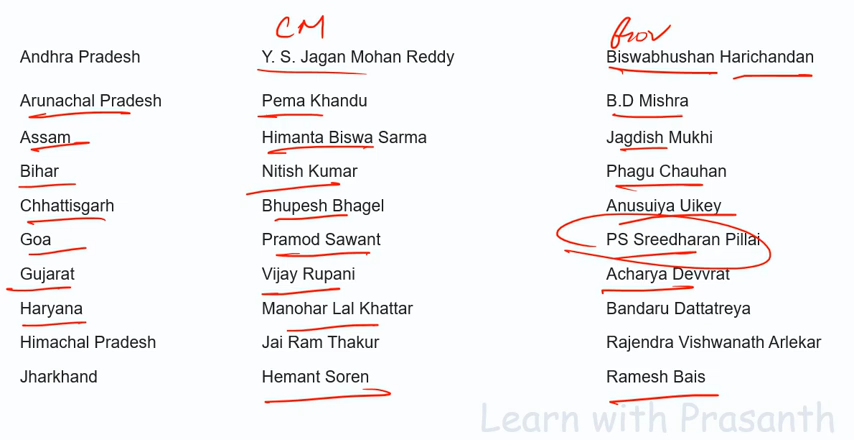 CM Gov
Andhra Pradesh Y. S. Jagan Mohan Reddy Biswabhushan Harichandan
Arunachal Pradesh Pema Khandu B.D Mishra
Assam Himanta Biswa Sarma Jagdish Mukhi
Bihar Nitish Kumar Phagu Chauhan
Chhattisgarh Bhupesh Bhagel Anusuiya Uikey
Goa Pramod Sawant PS Sreedharan Pillai
Gujarat Vijay Rupani Acharya Devvrat
Haryana Manohar Lal Khattar Bandaru Dattatreya
Himachal Pradesh Jai Ram Thakur Rajendra Vishwanath Arlekar
Jharkhand Hemant Soren Ramesh Bais
Learn with Prasanth